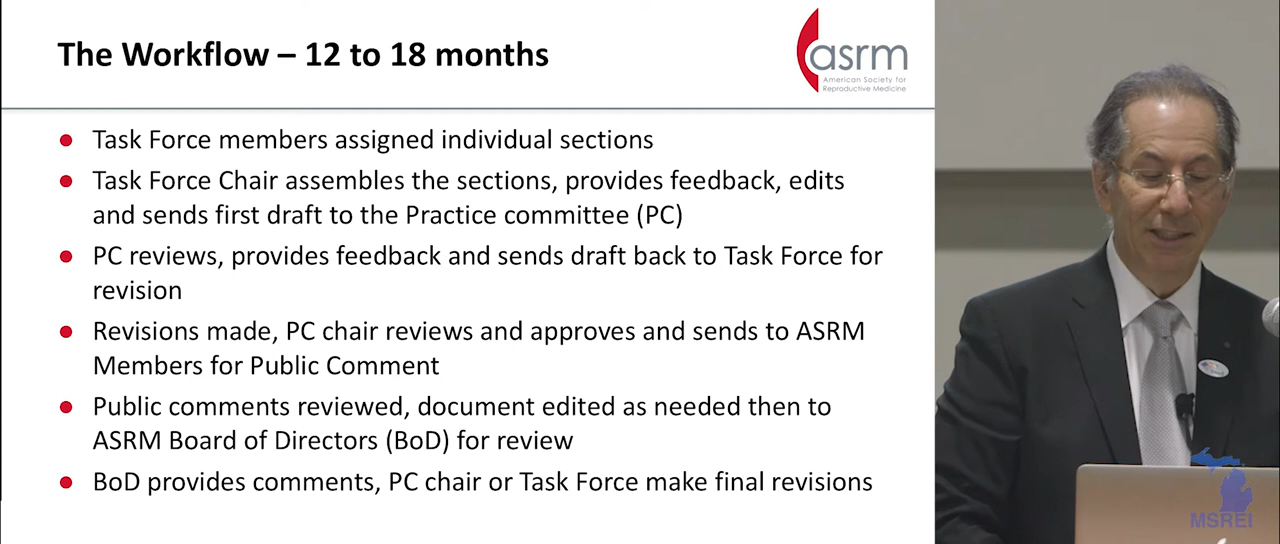 The Workflow – 12 to 18 months
asrm
American Society for
Reproductive Medicine
● Task Force members assigned individual sections
● Task Force Chair assembles the sections, provides feedback, edits
and sends first draft to the Practice committee (PC)
● PC reviews, provides feedback and sends draft back to Task Force for
revision
● Revisions made, PC chair reviews and approves and sends to ASRM
Members for Public Comment
● Public comments reviewed, document edited as needed then to
ASRM Board of Directors (BoD) for review
● BoD provides comments, PC chair or Task Force make final revisions
MSREI